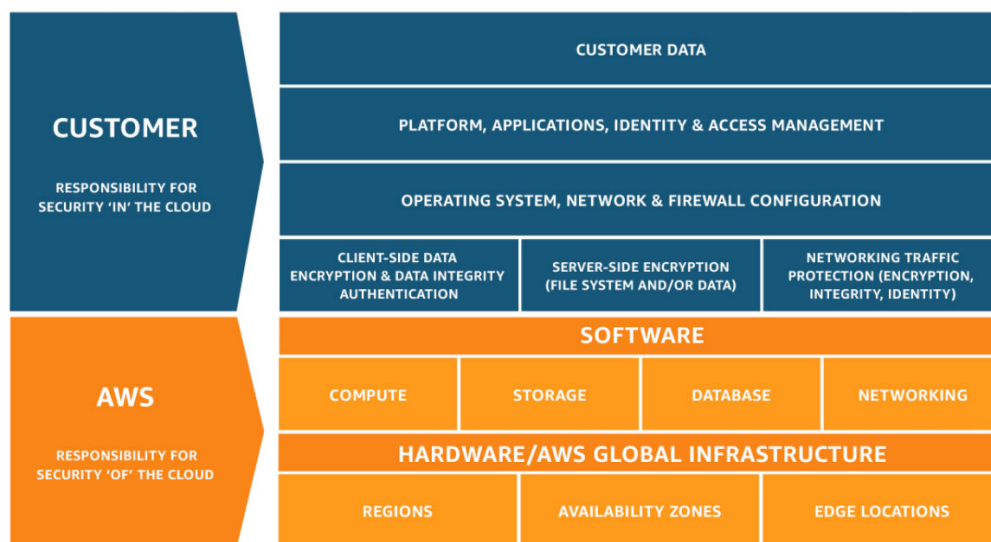 CUSTOMER
RESPONSIBILITY FOR
SECURITY ‘IN’ THE CLOUD
CUSTOMER DATA
PLATFORM, APPLICATIONS, IDENTITY & ACCESS MANAGEMENT
OPERATING SYSTEM, NETWORK & FIREWALL CONFIGURATION
CLIENT-SIDE DATA
ENCRYPTION & DATA INTEGRITY
AUTHENTICATION
SERVER-SIDE ENCRYPTION
(FILE SYSTEM AND/OR DATA)
NETWORKING TRAFFIC
PROTECTION (ENCRYPTION,
INTEGRITY, IDENTITY)
AWS
RESPONSIBILITY FOR
SECURITY ‘OF’ THE CLOUD
SOFTWARE
COMPUTE
STORAGE
DATABASE
NETWORKING
HARDWARE/AWS GLOBAL INFRASTRUCTURE
REGIONS
AVAILABILITY ZONES
EDGE LOCATIONS